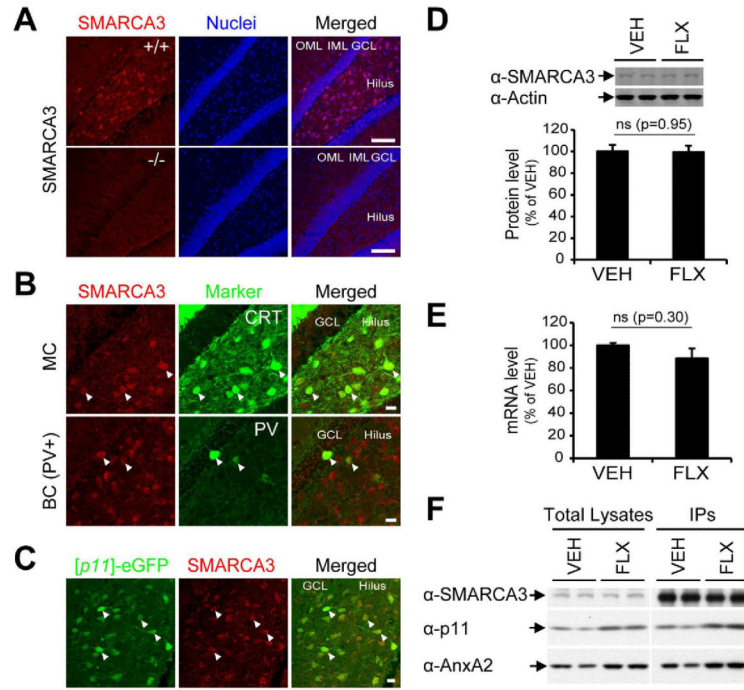 A
SMARCA3 Nuclei Merged
+/+
OML IML GCL
Hilus
-/-
OML IML GCL
Hilus
SMARCA3
B
SMARCA3 Marker Merged
MC
CRT
GCL Hilus
BC (PV+)
PV
GCL Hilus
C
[p11]-eGFP SMARCA3 Merged
GCL Hilus
D
VEH FLX
α-SMARCA3
α-Actin
ns (p=0.95)
Protein level
(% of VEH)
120
100
80
60
40
20
0
VEH FLX
E
ns (p=0.30)
mRNA level
(% of VEH)
120
100
80
60
40
20
0
VEH FLX
F
Total Lysates IPs
VEH FLX VEH FLX
α-SMARCA3
α-p11
α-AnxA2